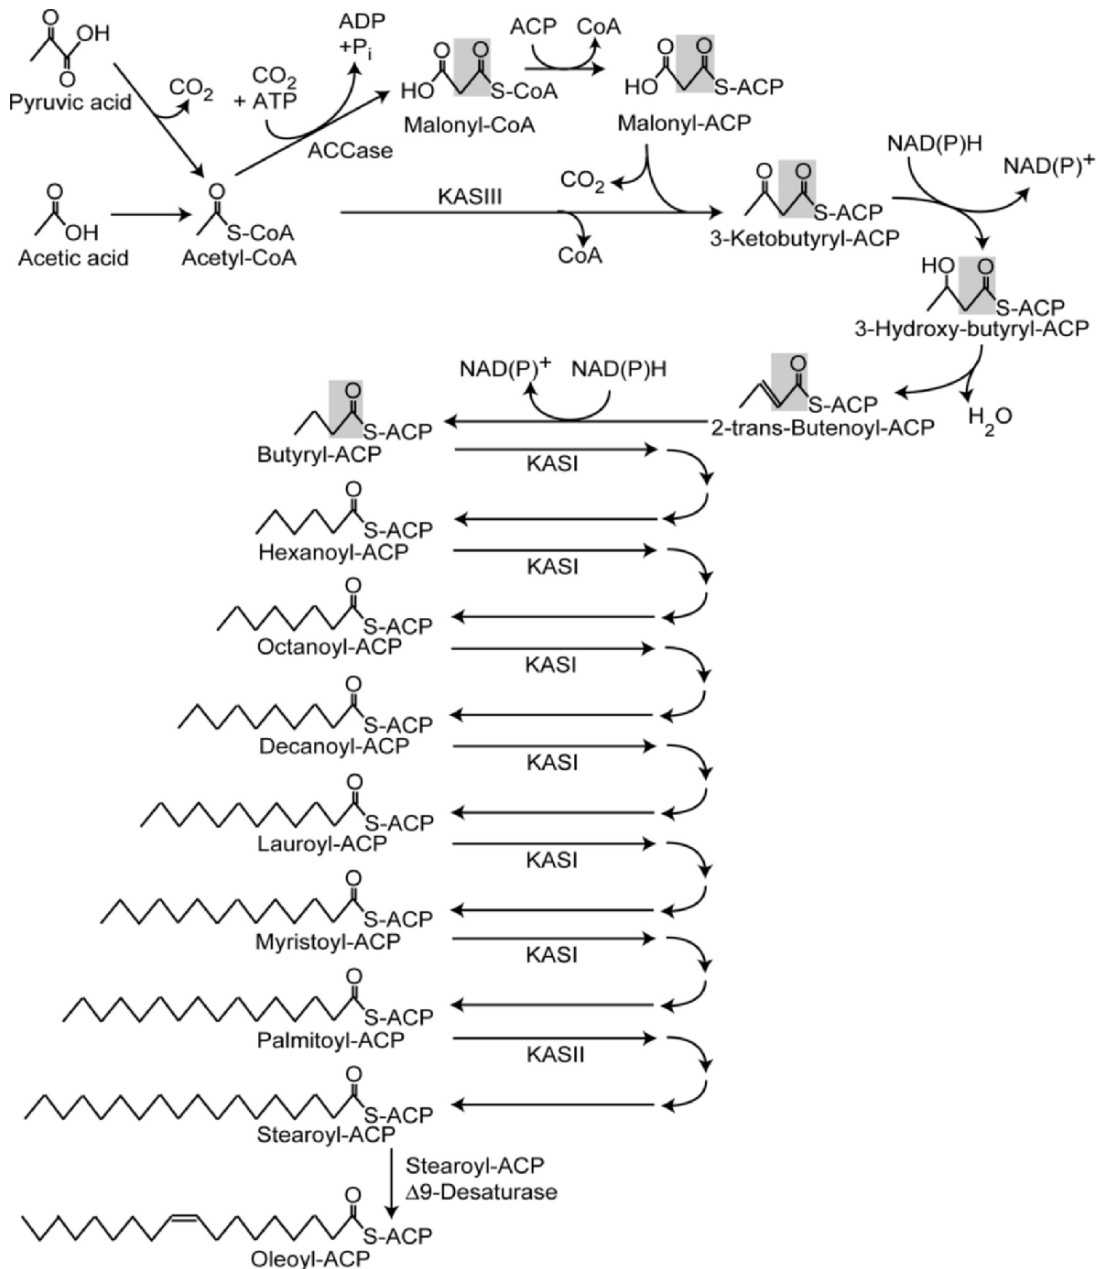 O
OH
O
Pyruvic acid
CO2
CO2
+ ATP
ADP
+Pi
ACCase
O
O
HO
S-CoA
Malonyl-CoA
ACP
CoA
O
O
HO
S-ACP
Malonyl-ACP
O
OH
Acetic acid
O
S-CoA
Acetyl-CoA
KASIII
CO2
CoA
O
O
S-ACP
3-Ketobutyryl-ACP
NAD(P)H
NAD(P)+
HO
O
S-ACP
3-Hydroxy-butyryl-ACP
H2O
O
S-ACP
2-trans-Butenoyl-ACP
NAD(P)+
NAD(P)H
O
S-ACP
Butyryl-ACP
KASI
O
S-ACP
Hexanoyl-ACP
KASI
O
S-ACP
Octanoyl-ACP
KASI
O
S-ACP
Decanoyl-ACP
KASI
O
S-ACP
Lauroyl-ACP
KASI
O
S-ACP
Myristoyl-ACP
KASI
O
S-ACP
Palmitoyl-ACP
KASII
O
S-ACP
Stearoyl-ACP
Stearoyl-ACP
Δ9-Desaturase
O
S-ACP
Oleoyl-ACP